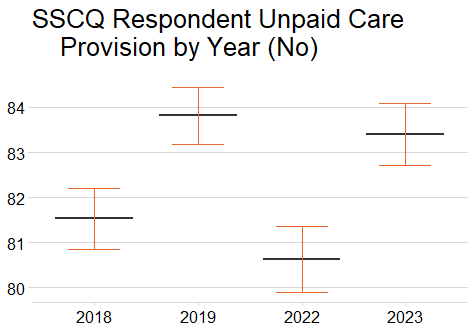 SSCQ Respondent Unpaid Care
Provision by Year (No)
84
83
82
81
80
2018 2019 2022 2023